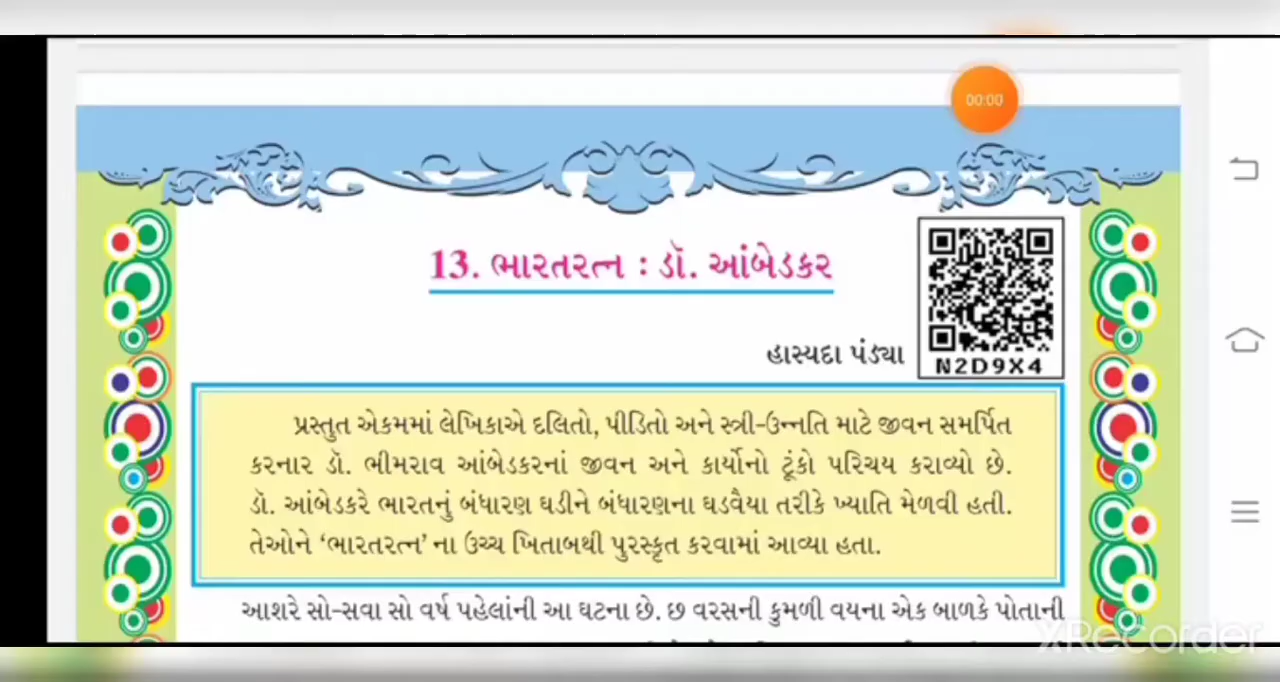 00:00
13. ભારતરત્ન : ડૉ. આંબેડકર
હાસ્યદા પંડ્યા
N2D9X4
પ્રસ્તુત એકમમાં લેખિકાએ દલિતો, પીડિતો અને સ્ત્રી-ઉન્નતિ માટે જીવન સમર્પિત
કરનાર ડૉ. ભીમરાવ આંબેડકરનાં જીવન અને કાર્યોનો ટૂંકો પરિચય કરાવ્યો છે.
ડૉ. આંબેડકરે ભારતનું બંધારણ ઘડીને બંધારણના ઘડવૈયા તરીકે ખ્યાતિ મેળવી હતી.
તેઓને ‘ભારતરત્ન’ ના ઉચ્ચ ખિતાબથી પુરસ્કૃત કરવામાં આવ્યા હતા.
આશરે સો-સવા સો વર્ષ પહેલાંની આ ઘટના છે. છ વરસની કુમળી વયના એક બાળકે પોતાની
XRecorder